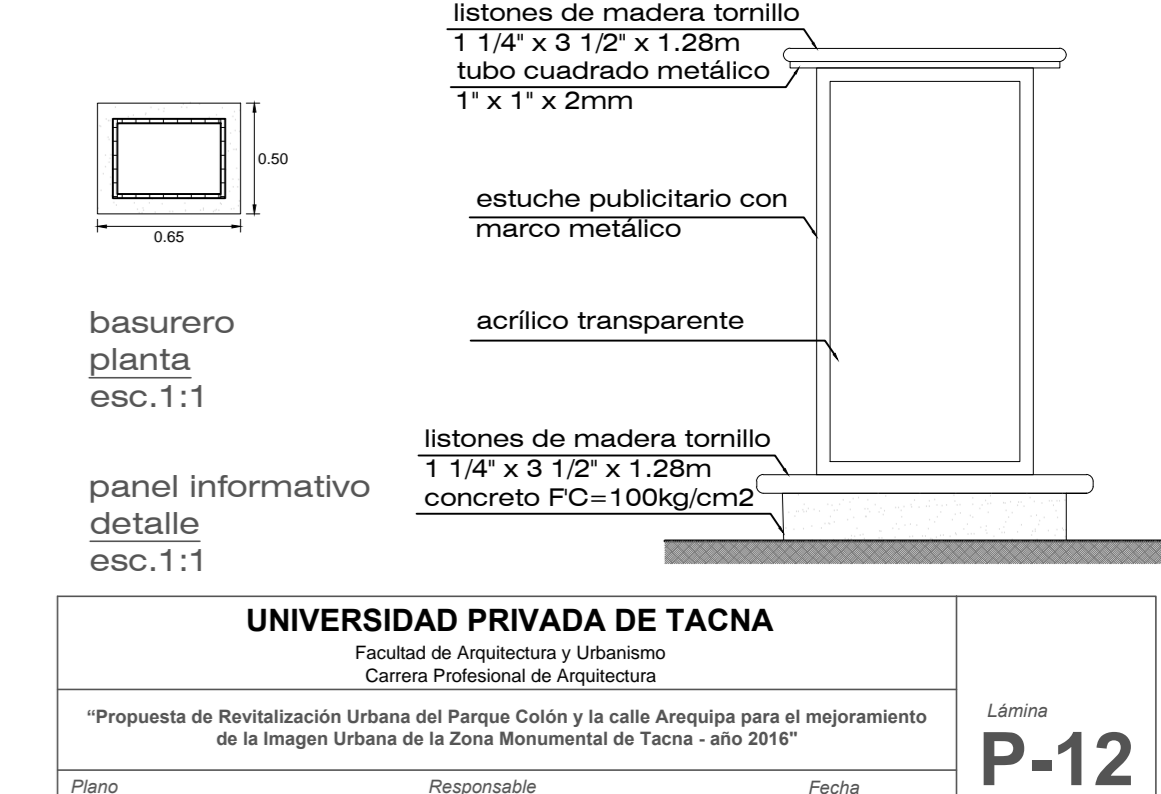 listones de madera tornillo
1 1/4" x 3 1/2" x 1.28m
tubo cuadrado metálico
1" x 1" x 2mm
0.50
0.65
estuche publicitario con
marco metálico
basurero
planta
esc.1:1
acrílico transparente
listones de madera tornillo
1 1/4" x 3 1/2" x 1.28m
concreto F'C=100kg/cm2
panel informativo
detalle
esc.1:1
UNIVERSIDAD PRIVADA DE TACNA
Facultad de Arquitectura y Urbanismo
Carrera Profesional de Arquitectura
“Propuesta de Revitalización Urbana del Parque Colón y la calle Arequipa para el mejoramiento
de la Imagen Urbana de la Zona Monumental de Tacna - año 2016"
Lámina
P-12
Plano
Responsable
Fecha